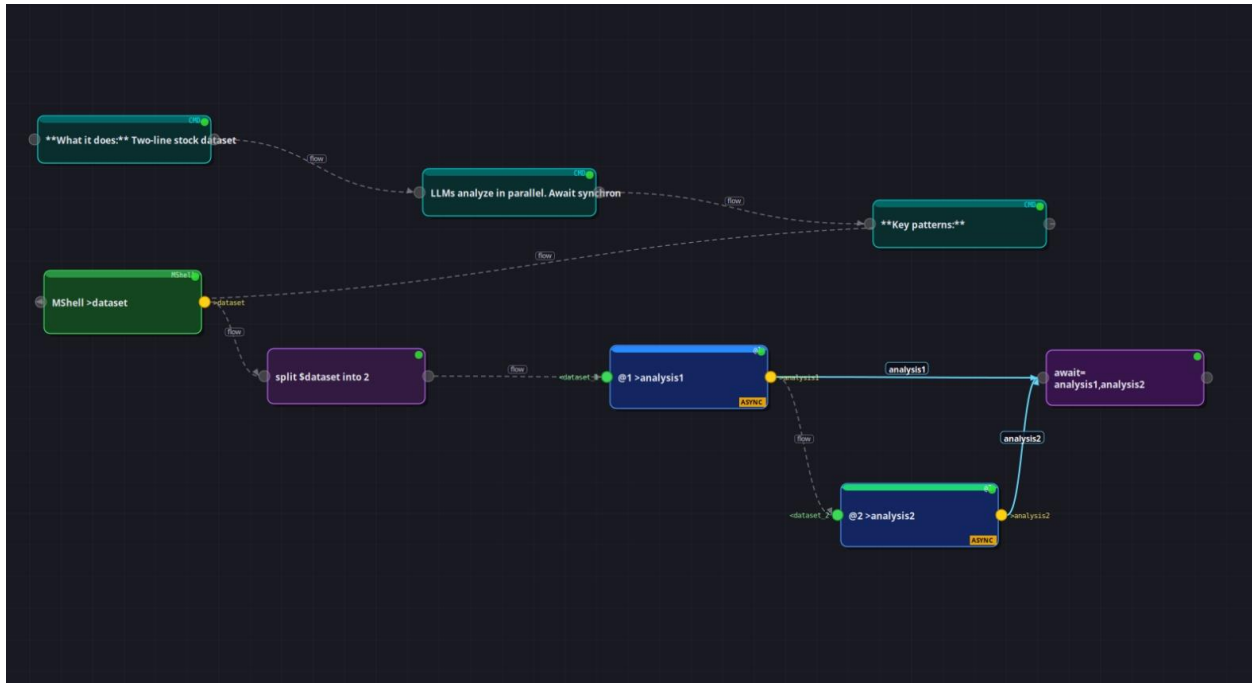 CMD
**What it does:** Two-line stock dataset
flow
CMD
LLMs analyze in parallel. Await synchron
flow
CMD
**Key patterns:**
flow
MShell
MShell >dataset
>dataset
flow
split $dataset into 2
flow
<dataset_
@1 >analysis1
ASYNC
>analysis1
analysis1
await=
analysis1,analysis2
flow
analysis2
<dataset_2
@2 >analysis2
ASYNC
>analysis2